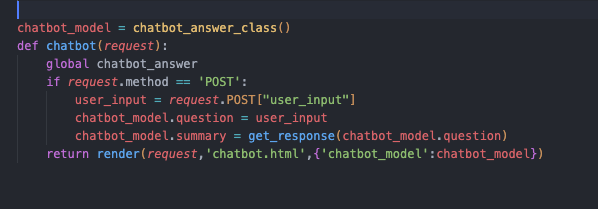 chatbot_model = chatbot_answer_class()
def chatbot(request):
    global chatbot_answer
    if request.method == 'POST':
        user_input = request.POST["user_input"]
        chatbot_model.question = user_input
        chatbot_model.summary = get_response(chatbot_model.question)
    return render(request,'chatbot.html',{'chatbot_model':chatbot_model})